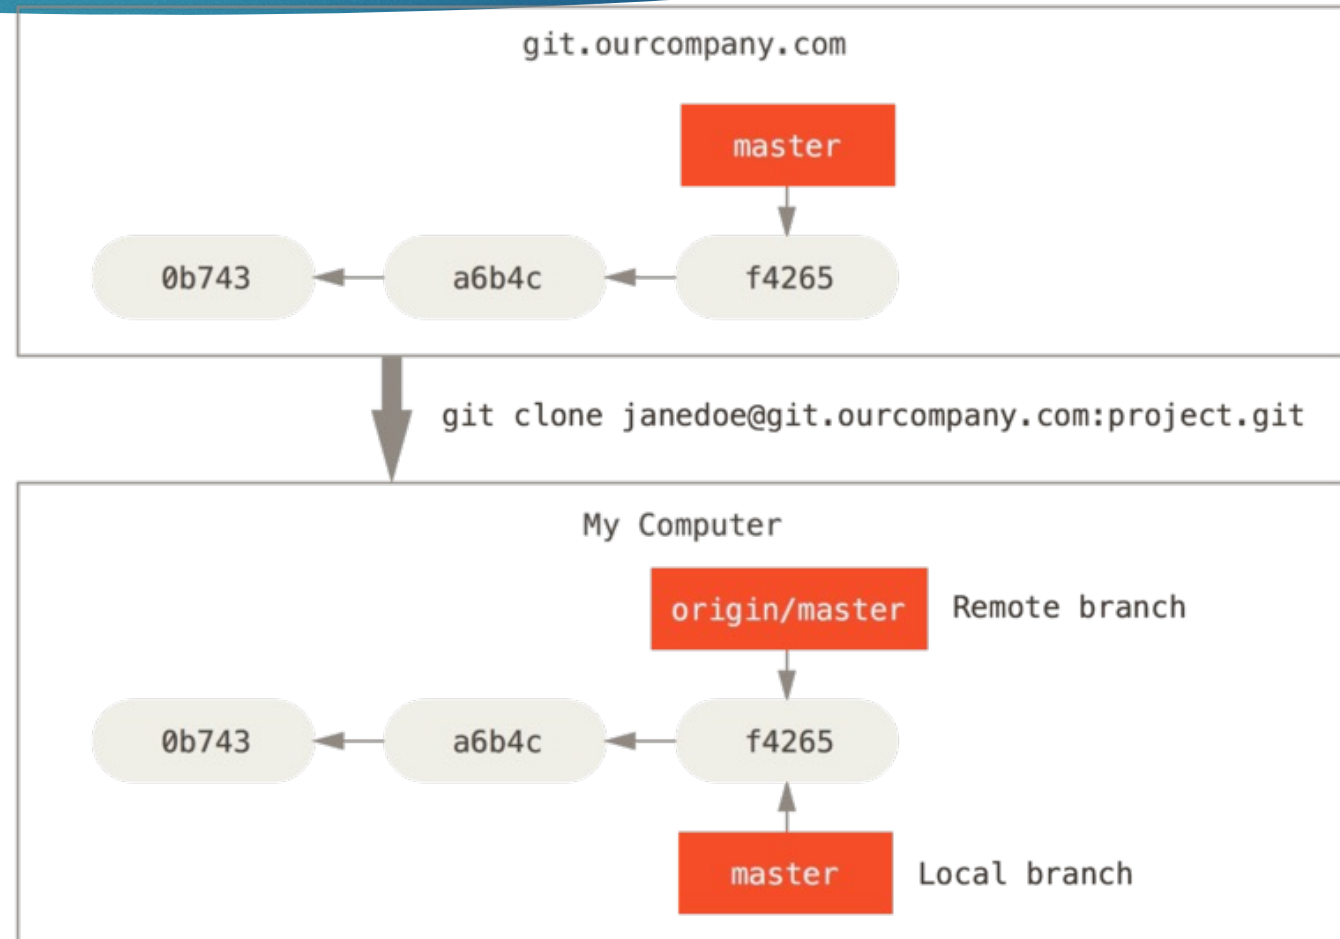 git.ourcompany.com
master
0b743 a6b4c f4265
git clone janedoe@git.ourcompany.com:project.git
My Computer
origin/master Remote branch
0b743 a6b4c f4265
master Local branch